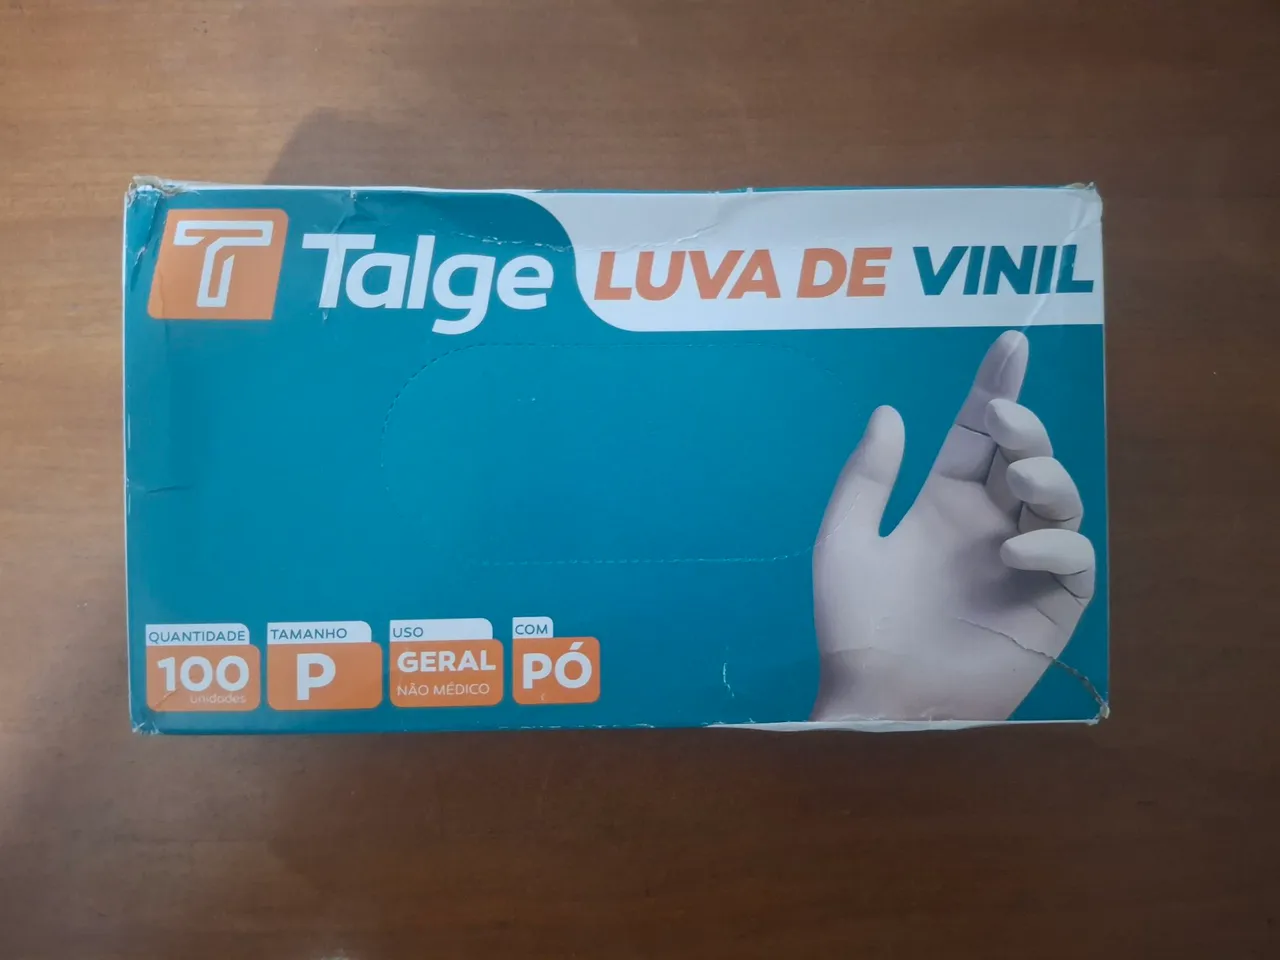 Talge LUVA DE VINIL
QUANTIDADE
100
unidades
TAMANHO
P
USO
GERAL
NÃO MÉDICO
COM
PÓ